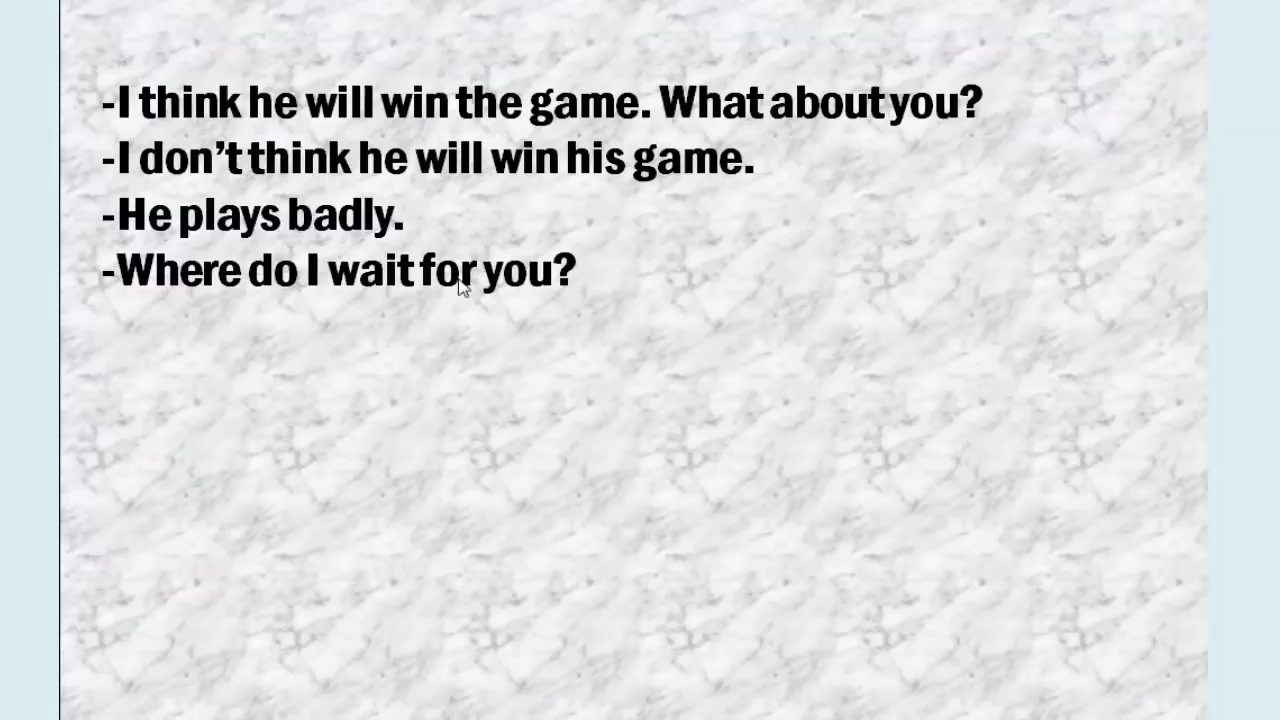 -I think he will win the game. What about you?
-I don’t think he will win his game.
-He plays badly.
-Where do I wait for you?